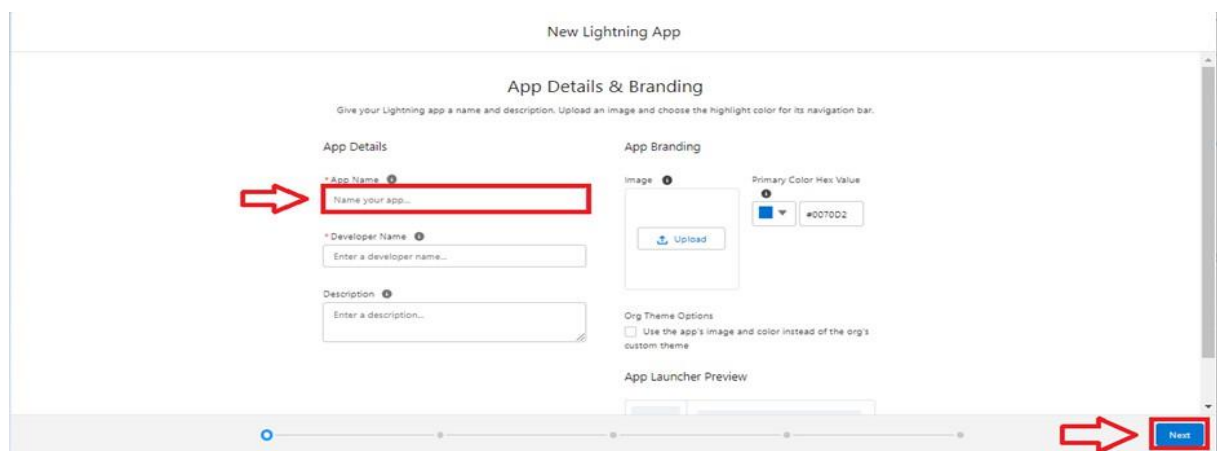 New Lightning App
App Details & Branding
Give your Lightning app a name and description. Upload an image and choose the highlight color for its navigation bar.
App Details
* App Name
Name your app...
* Developer Name
Enter a developer name...
Description
Enter a description...
App Branding
Image
Upload
Primary Color Hex Value
#0070D2
Org Theme Options
Use the app's image and color instead of the org's
custom theme
App Launcher Preview
Next